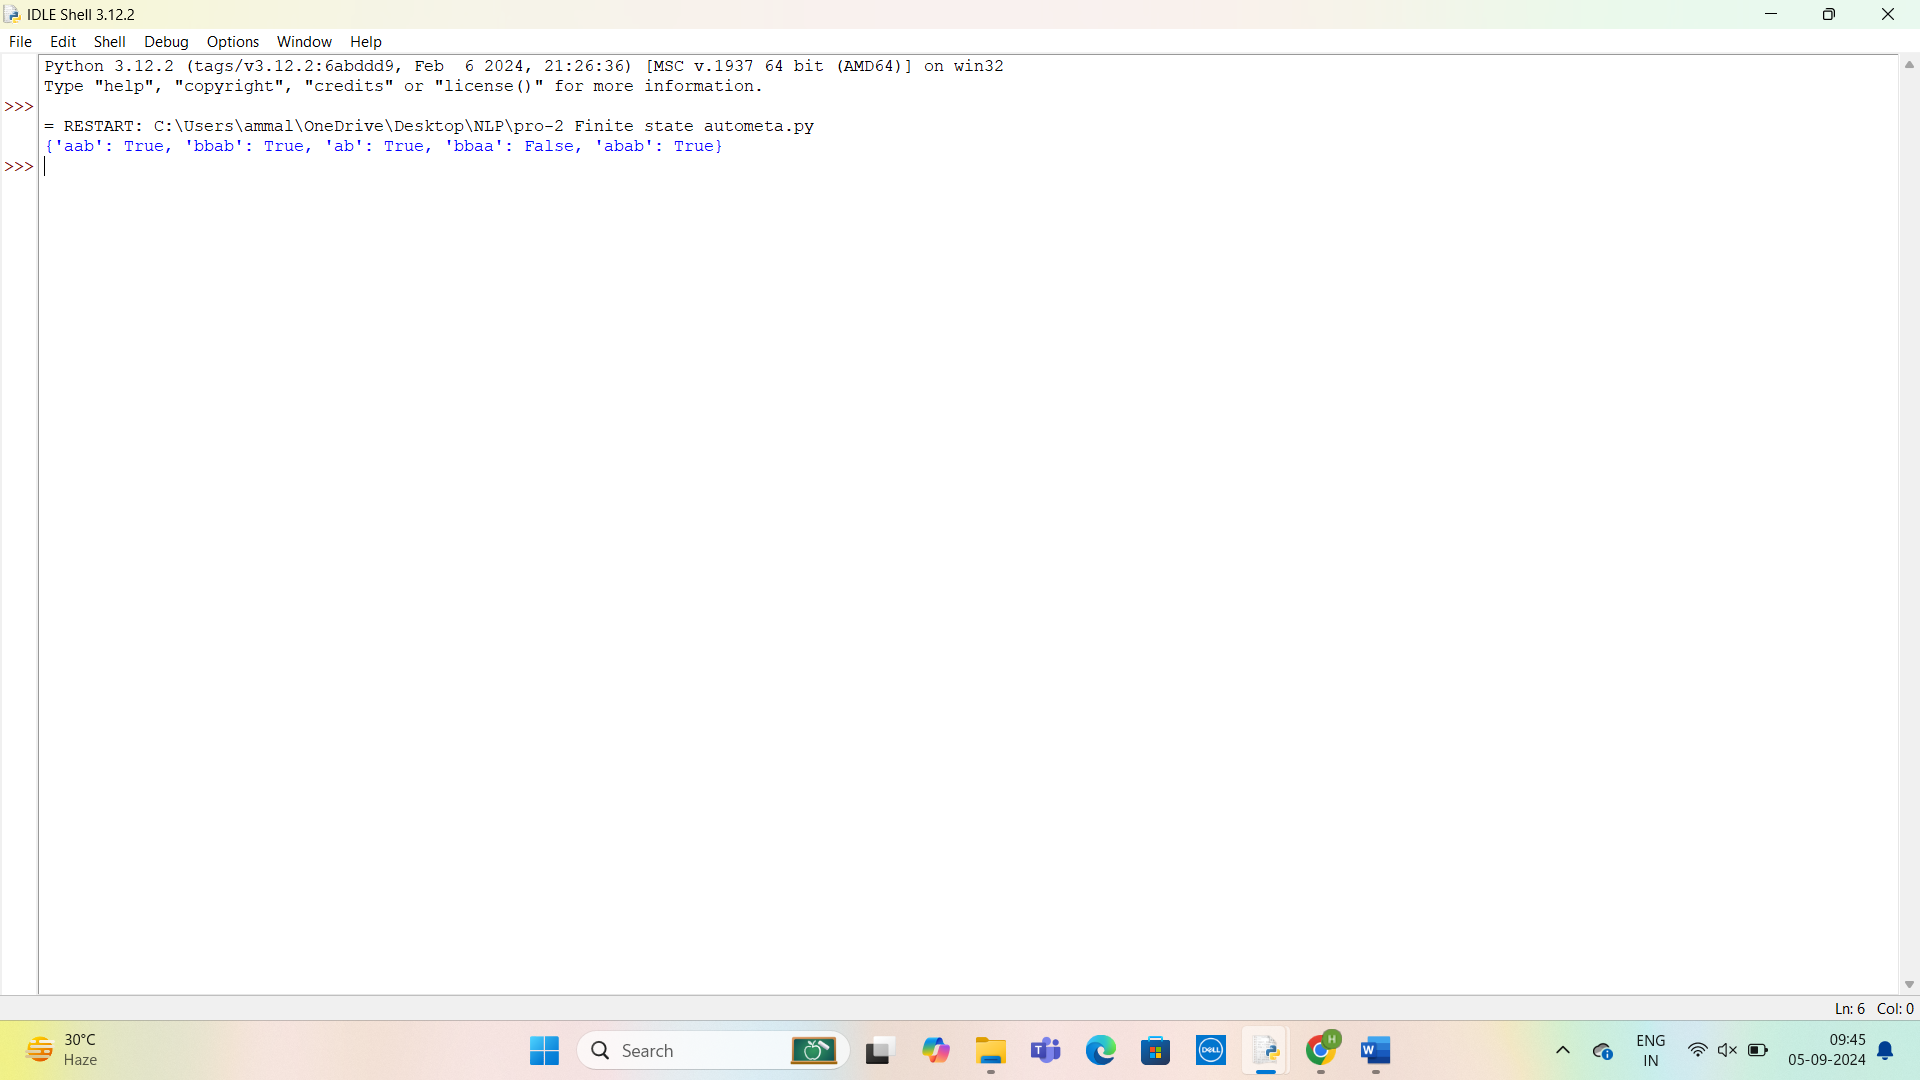 IDLE Shell 3.12.2
File Edit Shell Debug Options Window Help
Python 3.12.2 (tags/v3.12.2:6abddd9, Feb  6 2024, 21:26:36) [MSC v.1937 64 bit (AMD64)] on win32
Type "help", "copyright", "credits" or "license()" for more information.
>>>
= RESTART: C:\Users\ammal\OneDrive\Desktop\NLP\pro-2 Finite state autometa.py
{'aab': True, 'bbab': True, 'ab': True, 'bbaa': False, 'abab': True}
>>>
Ln: 6 Col: 0
30°C
Haze
Search
DELL
H
W
ENG
IN
09:45
05-09-2024